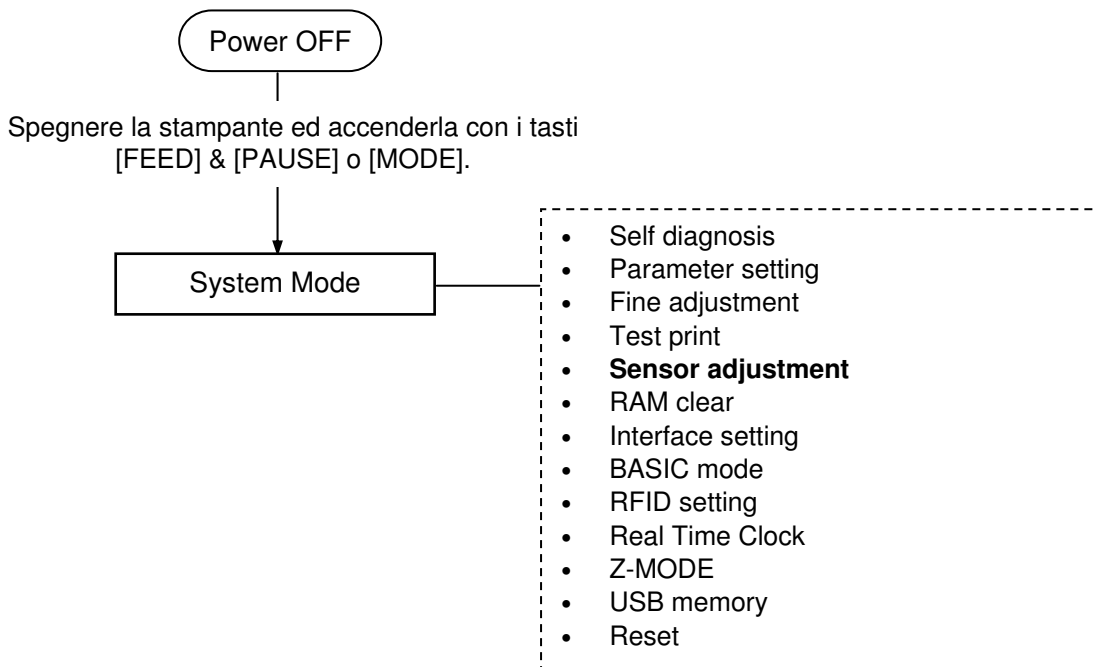 Power OFF
Spegnere la stampante ed accenderla con i tasti
[FEED] & [PAUSE] o [MODE].
System Mode
• Self diagnosis
• Parameter setting
• Fine adjustment
• Test print
• Sensor adjustment
• RAM clear
• Interface setting
• BASIC mode
• RFID setting
• Real Time Clock
• Z-MODE
• USB memory
• Reset